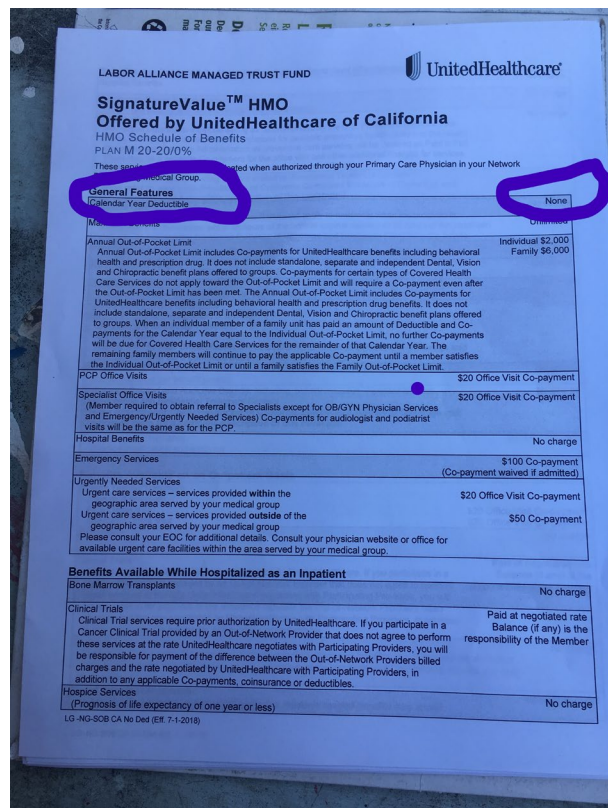 LABOR ALLIANCE MANAGED TRUST FUND
UnitedHealthcare®
SignatureValue™ HMO
Offered by UnitedHealthcare of California
HMO Schedule of Benefits
PLAN M 20-20/0%
These when authorized through your Primary Care Physician in your Network
Medical Group.
General Features
Calendar Year Deductible
None
Benefits
Unlimited
Annual Out-of-Pocket Limit
Individual $2,000
Family $6,000
Annual Out-of-Pocket Limit includes Co-payments for UnitedHealthcare benefits including behavioral
health and prescription drug. It does not include standalone, separate and independent Dental, Vision
and Chiropractic benefit plans offered to groups. Co-payments for certain types of Covered Health
Care Services do not apply toward the Out-of-Pocket Limit and will require a Co-payment even after
the Out-of-Pocket Limit has been met. The Annual Out-of-Pocket Limit includes Co-payments for
UnitedHealthcare benefits including behavioral health and prescription drug benefits. It does not
include standalone, separate and independent Dental, Vision and Chiropractic benefit plans offered
to groups. When an individual member of a family unit has paid an amount of Deductible and Co-
payments for the Calendar Year equal to the Individual Out-of-Pocket Limit, no further Co-payments
will be due for Covered Health Care Services for the remainder of that Calendar Year. The
remaining family members will continue to pay the applicable Co-payment until a member satisfies
the Individual Out-of-Pocket Limit or until a family satisfies the Family Out-of-Pocket Limit.
PCP Office Visits
$20 Office Visit Co-payment
Specialist Office Visits
$20 Office Visit Co-payment
(Member required to obtain referral to Specialists except for OB/GYN Physician Services
and Emergency/Urgently Needed Services) Co-payments for audiologist and podiatrist
visits will be the same as for the PCP.
Hospital Benefits
No charge
Emergency Services
$100 Co-payment
(Co-payment waived if admitted)
Urgently Needed Services
Urgent care services – services provided within the
geographic area served by your medical group
$20 Office Visit Co-payment
Urgent care services – services provided outside of the
geographic area served by your medical group
$50 Co-payment
Please consult your EOC for additional details. Consult your physician website or office for
available urgent care facilities within the area served by your medical group.
Benefits Available While Hospitalized as an Inpatient
Bone Marrow Transplants
No charge
Clinical Trials
Paid at negotiated rate
Balance (if any) is the
responsibility of the Member
Clinical Trial services require prior authorization by UnitedHealthcare. If you participate in a
Cancer Clinical Trial provided by an Out-of-Network Provider that does not agree to perform
these services at the rate UnitedHealthcare negotiates with Participating Providers, you will
be responsible for payment of the difference between the Out-of-Network Providers billed
charges and the rate negotiated by UnitedHealthcare with Participating Providers, in
addition to any applicable Co-payments, coinsurance or deductibles.
Hospice Services
(Prognosis of life expectancy of one year or less)
No charge
LG -NG-SOB CA No Ded (Eff. 7-1-2018)